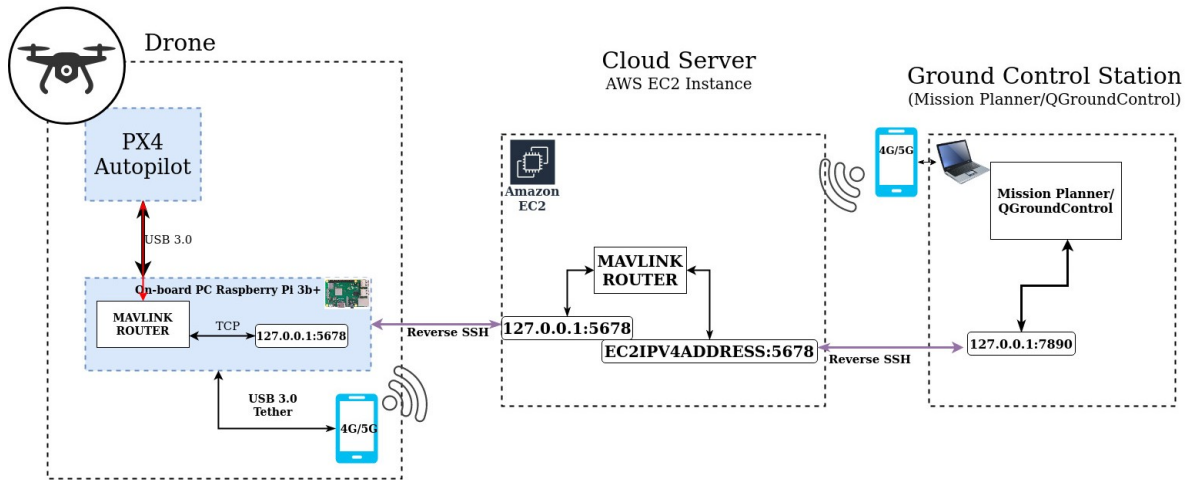 Drone
PX4
Autopilot
USB 3.0
On-board PC Raspberry Pi 3b+
MAVLINK
ROUTER
TCP
127.0.0.1:5678
USB 3.0
Tether
4G/5G
Reverse SSH
Cloud Server
AWS EC2 Instance
Amazon
EC2
MAVLINK
ROUTER
127.0.0.1:5678
EC2IPV4ADDRESS:5678
Reverse SSH
Ground Control Station
(Mission Planner/QGroundControl)
4G/5G
Mission Planner/
QGroundControl
127.0.0.1:7890